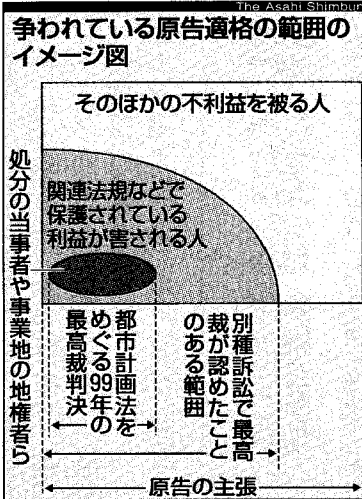 The Asahi Shimbun
争われている原告適格の範囲の
イメージ図
そのほかの不利益を被る人
関連法規などで
保護されている
利益が害される人
処分の当事者や事業地の地権者ら
都市計画法を
めぐる99年の
最高裁判決
別種訴訟で最高
裁が認めたこと
のある範囲
原告の主張